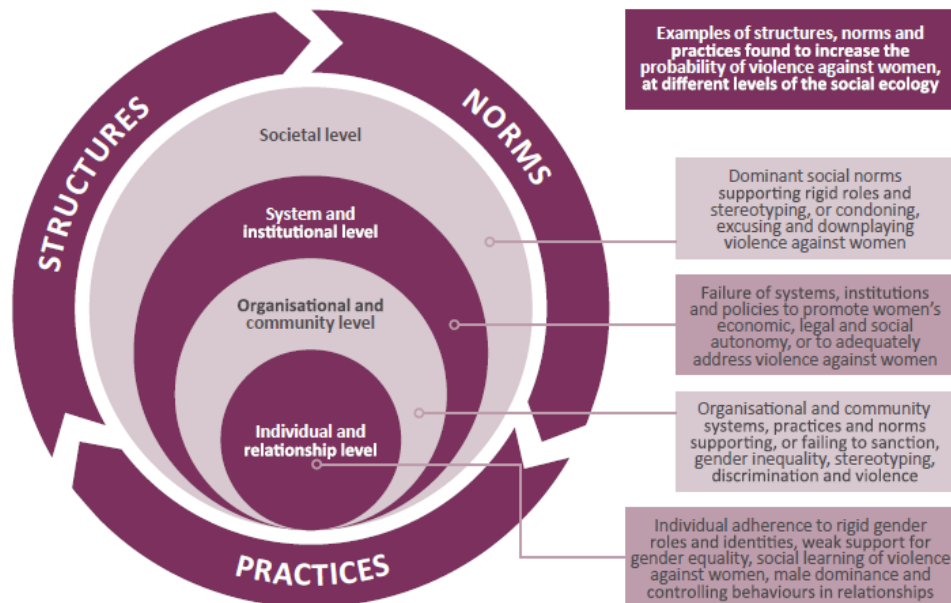 STRUCTURES
NORMS
PRACTICES
Societal level
System and
institutional level
Organisational and
community level
Individual and
relationship level
Examples of structures, norms and
practices found to increase the
probability of violence against women,
at different levels of the social ecology
Dominant social norms
supporting rigid roles and
stereotyping, or condoning,
excusing and downplaying
violence against women
Failure of systems, institutions
and policies to promote women's
economic, legal and social
autonomy, or to adequately
address violence against women
Organisational and community
systems, practices and norms
supporting, or failing to sanction,
gender inequality, stereotyping,
discrimination and violence
Individual adherence to rigid gender
roles and identities, weak support for
gender equality, social learning of violence
against women, male dominance and
controlling behaviours in relationships